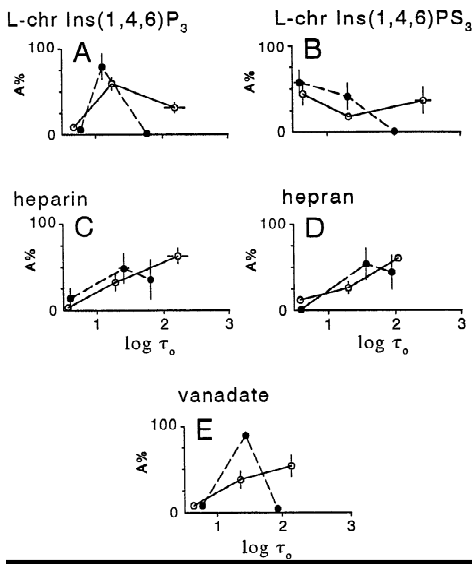 L-chr Ins(1,4,6)P3
L-chr Ins(1,4,6)PS3
100
A
A%
0
100
B
A%
0
heparin
hepran
100
C
A%
0
1
2
3
log τo
100
D
A%
0
1
2
3
log τo
vanadate
100
E
A%
0
1
2
3
log τo